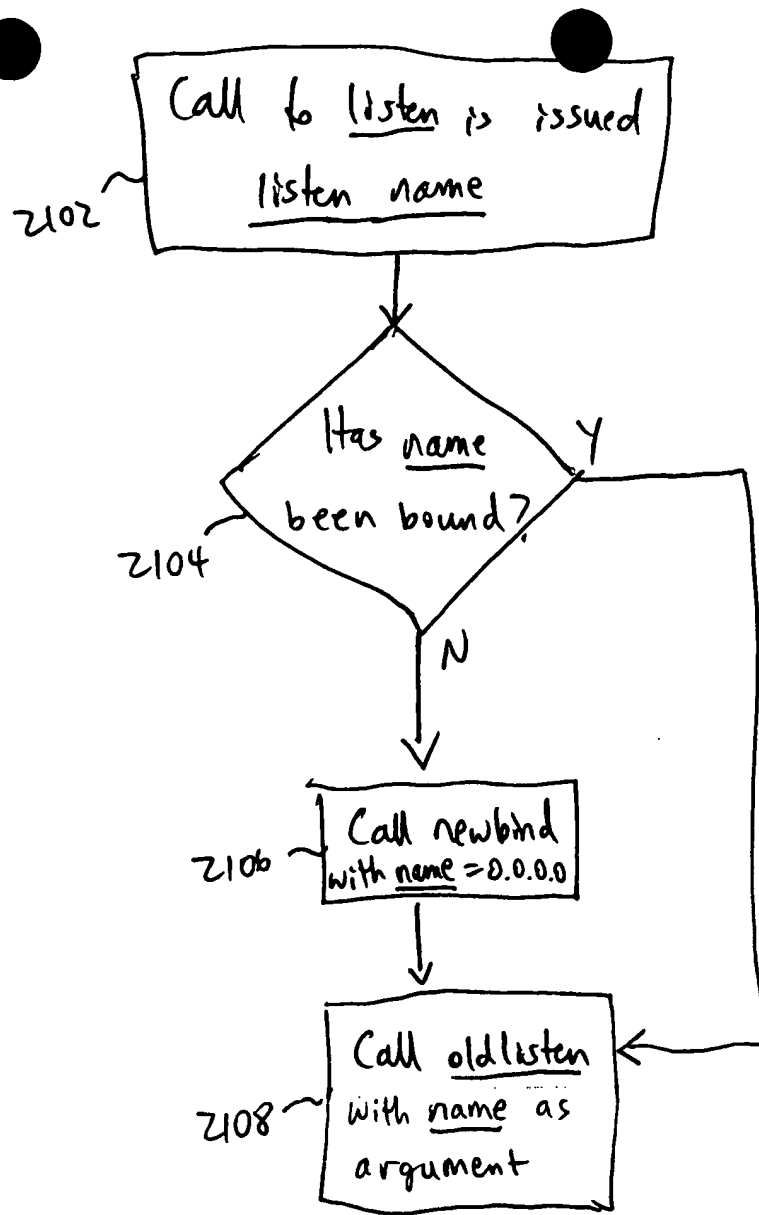 Call to listen is issued
listen name
2102
Has name
been bound?
Y
2104
N
Call newbind
with name = 0.0.0.0
2106
Call oldlisten
with name as
argument
2108